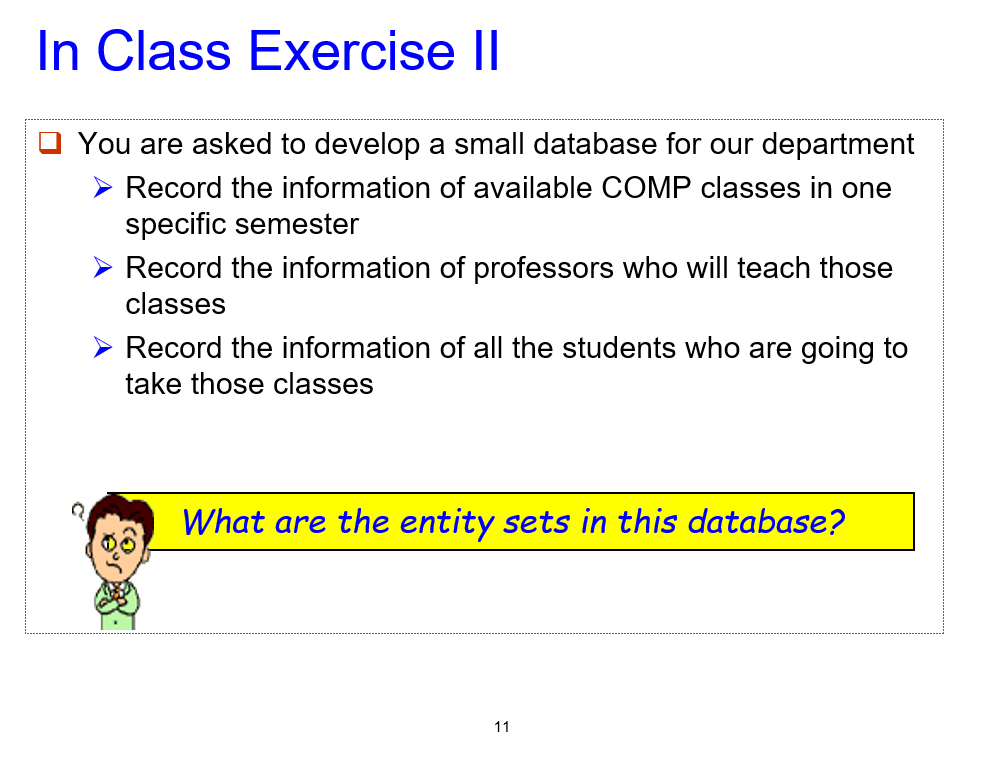 In Class Exercise II
You are asked to develop a small database for our department
Record the information of available COMP classes in one
specific semester
Record the information of professors who will teach those
classes
Record the information of all the students who are going to
take those classes
What are the entity sets in this database?
11